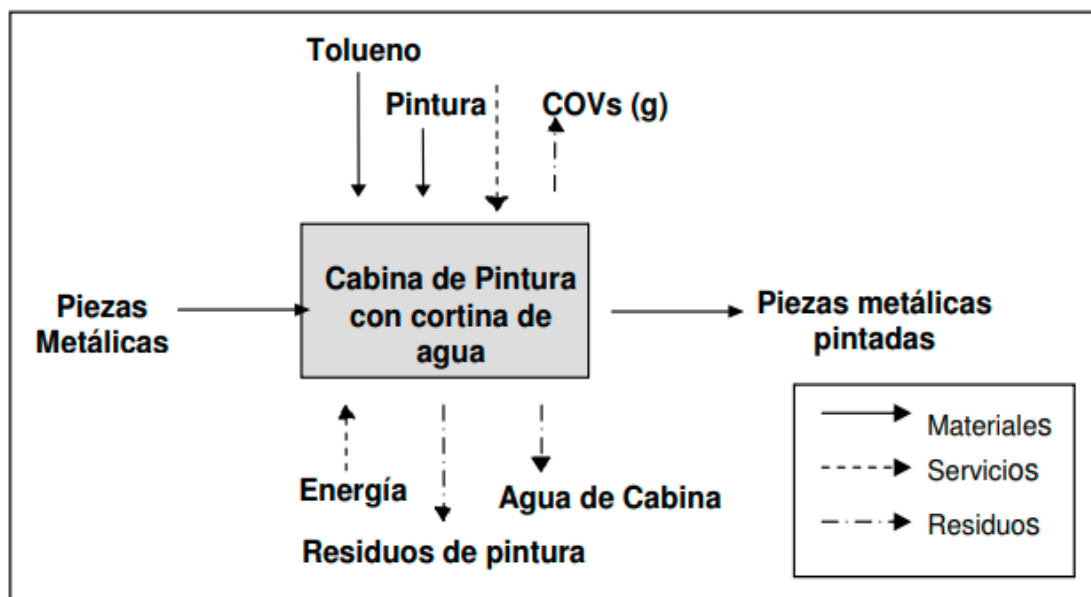 Tolueno
Pintura
COVs (g)
Cabina de Pintura
con cortina de
agua
Piezas
Metálicas
Piezas metálicas
pintadas
Energía
Agua de Cabina
Residuos de pintura
Materiales
Servicios
Residuos